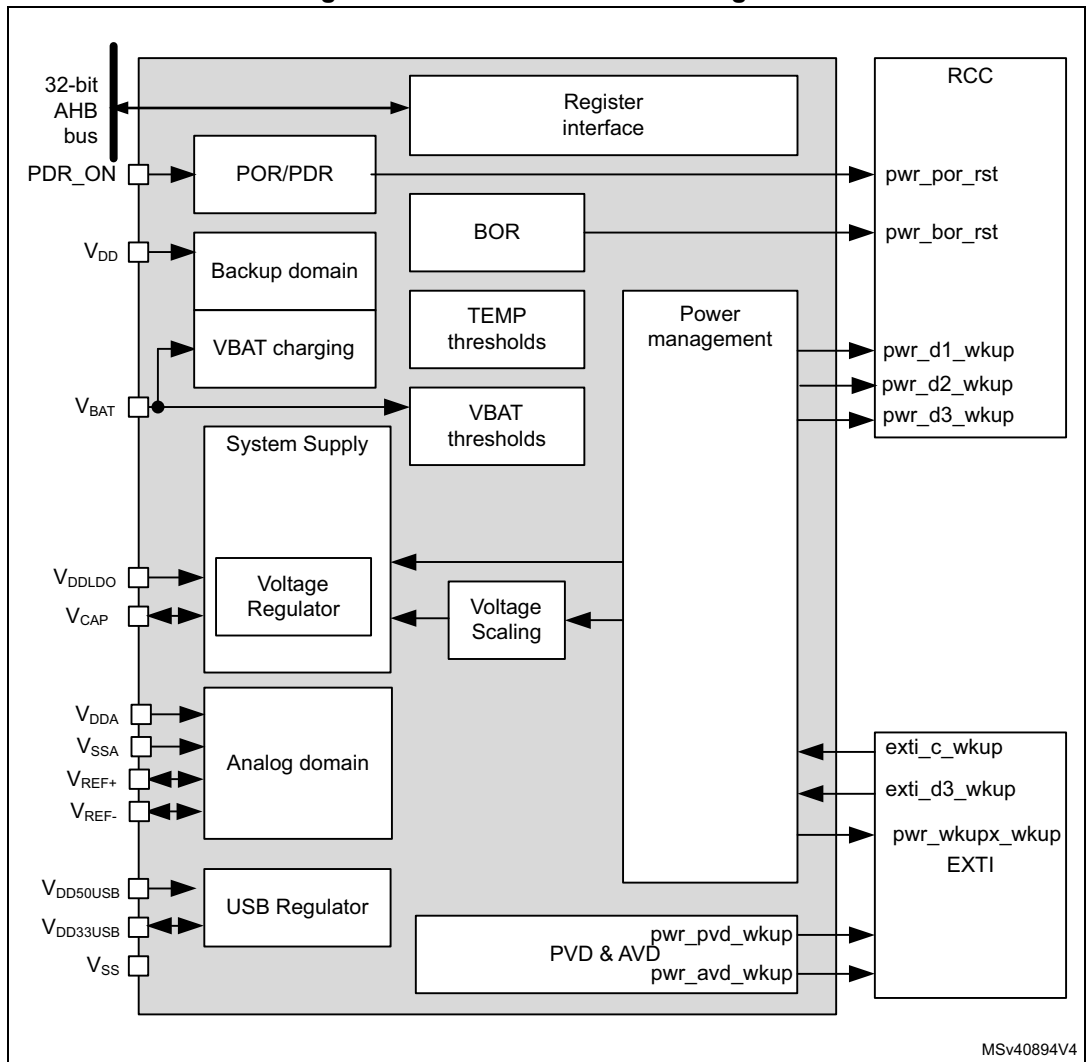 32-bit
AHB
bus
Register
interface
RCC
PDR_ON
POR/PDR
pwr_por_rst
BOR
pwr_bor_rst
VDD
Backup domain
VBAT charging
TEMP
thresholds
Power
management
pwr_d1_wkup
pwr_d2_wkup
pwr_d3_wkup
VBAT
VBAT
thresholds
System Supply
VDDLDO
VCAP
Voltage
Regulator
Voltage
Scaling
VDDA
VSSA
VREF+
VREF-
Analog domain
exti_c_wkup
exti_d3_wkup
pwr_wkupx_wkup
EXTI
VDD50USB
VDD33USB
VSS
USB Regulator
PVD & AVD
pwr_pvd_wkup
pwr_avd_wkup
MSv40894V4